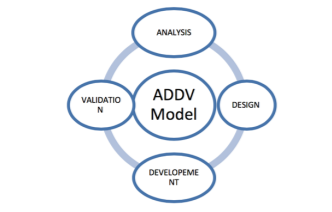 ANALYSIS
VALIDATIO
N
ADDV
Model
DESIGN
DEVELOPEME
NT